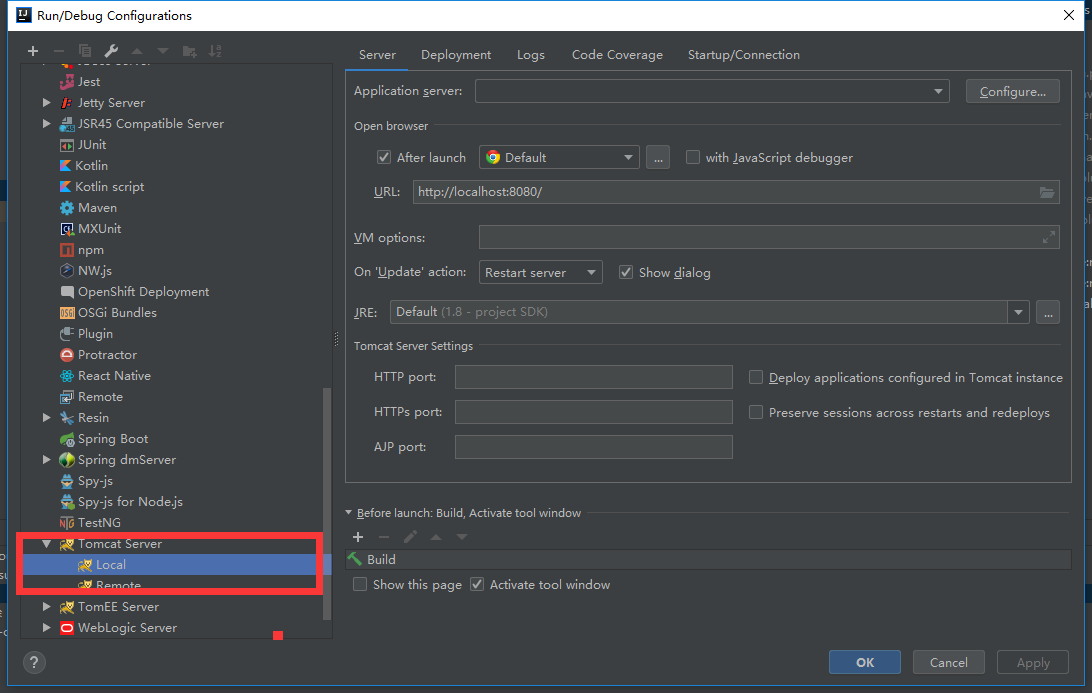 Run/Debug Configurations
Jest
Jetty Server
JSR45 Compatible Server
JUnit
Kotlin
Kotlin script
Maven
MXUnit
npm
NW.js
OpenShift Deployment
OSGi Bundles
Plugin
Protractor
React Native
Remote
Resin
Spring Boot
Spring dmServer
Spy-js
Spy-js for Node.js
TestNG
Tomcat Server
Local
Remote
TomEE Server
WebLogic Server
Server Deployment Logs Code Coverage Startup/Connection
Application server: Configure...
Open browser
After launch Default ... with JavaScript debugger
URL: http://localhost:8080/
VM options:
On 'Update' action: Restart server Show dialog
JRE: Default (1.8 - project SDK) ...
Tomcat Server Settings
HTTP port: Deploy applications configured in Tomcat instance
HTTPs port: Preserve sessions across restarts and redeploys
AJP port:
Before launch: Build, Activate tool window
Build
Show this page Activate tool window
? OK Cancel Apply